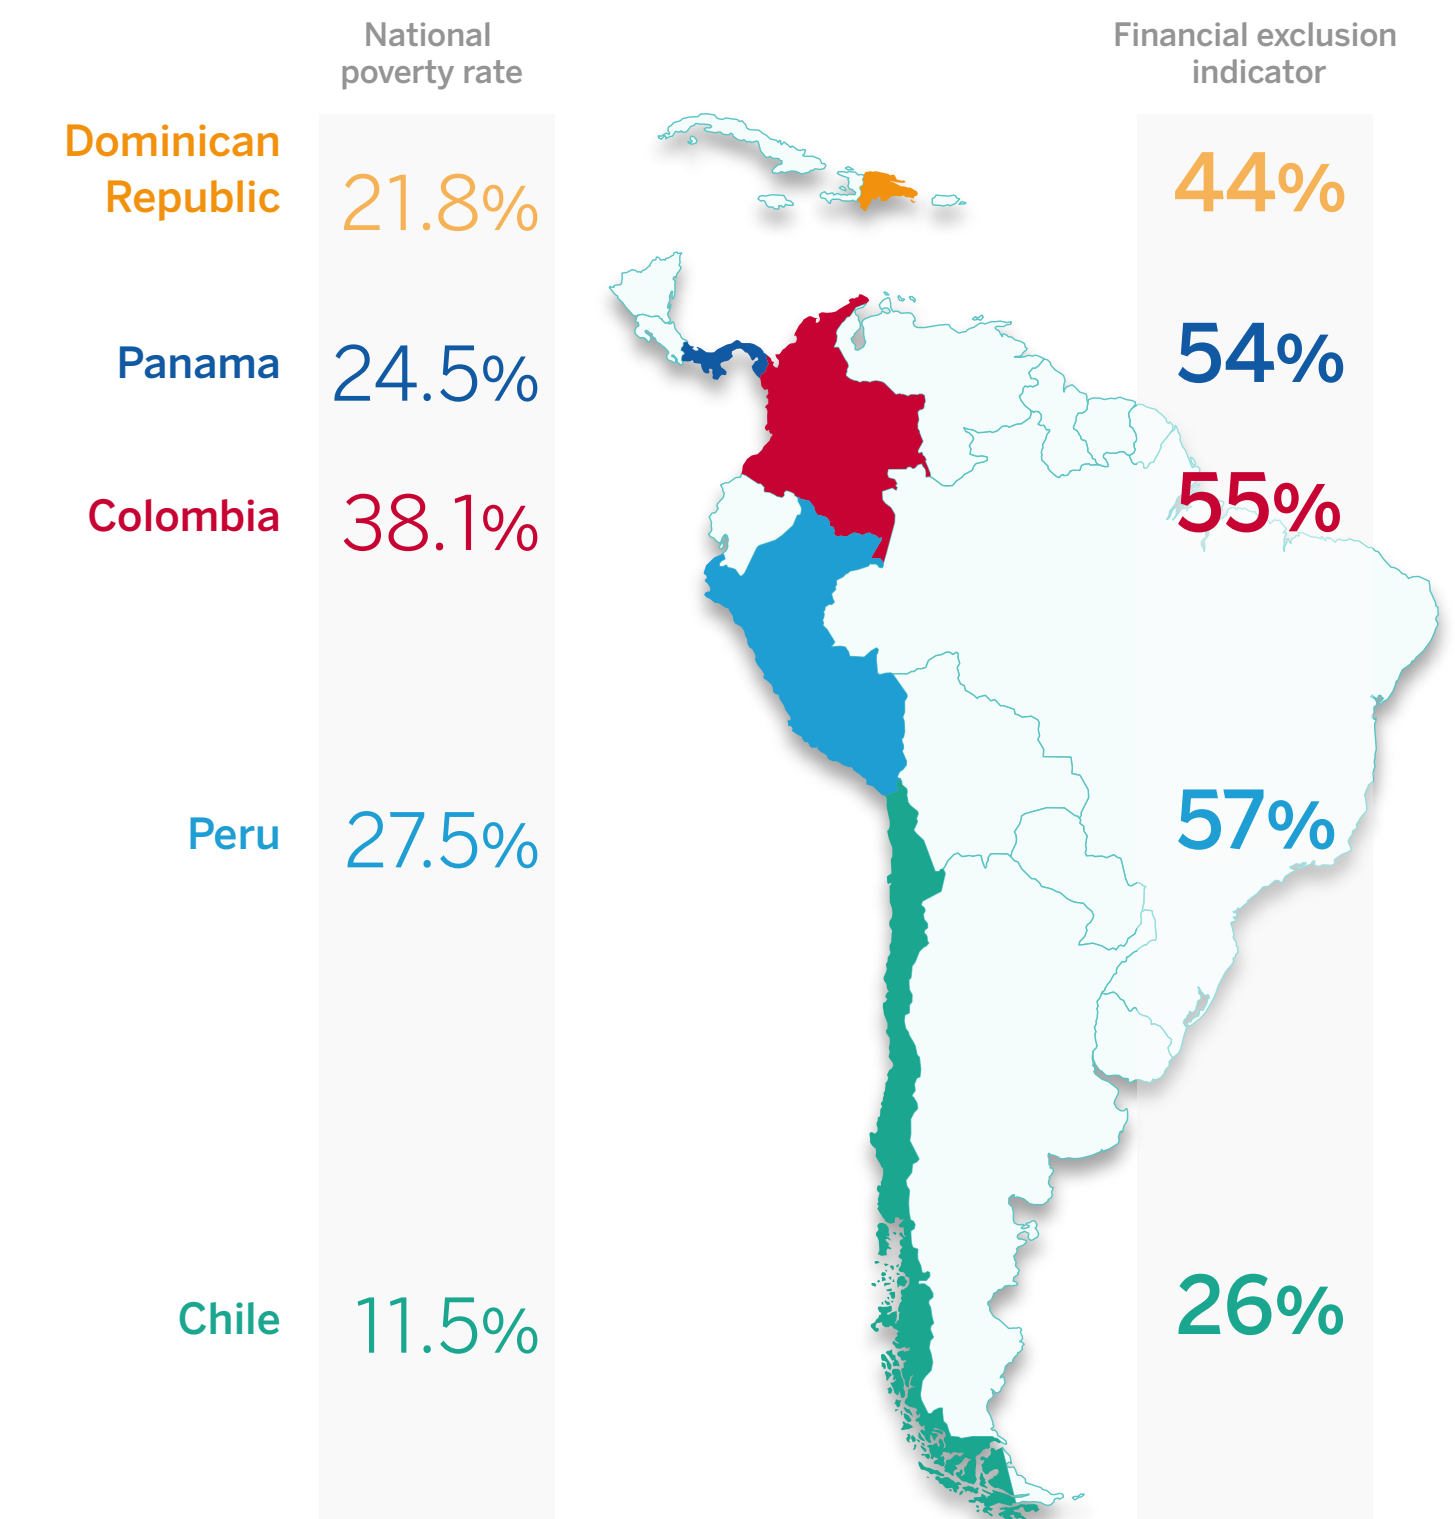 National
poverty rate
Financial exclusion
indicator
Dominican
Republic
21.8%
44%
Panama
24.5%
54%
Colombia
38.1%
55%
Peru
27.5%
57%
Chile
11.5%
26%